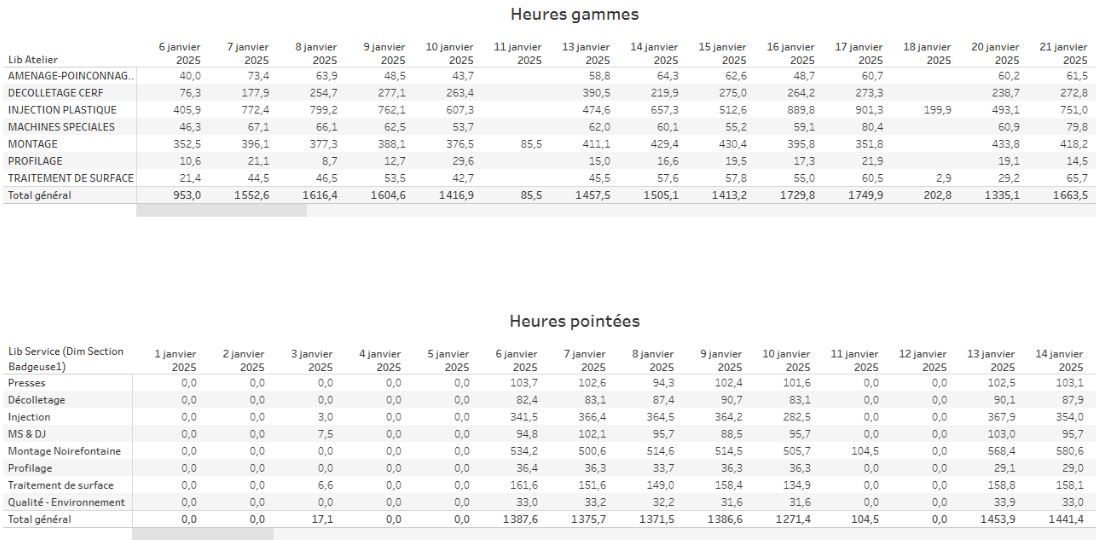 Heures gammes
6 janvier 7 janvier 8 janvier 9 janvier 10 janvier 11 janvier 13 janvier 14 janvier 15 janvier 16 janvier 17 janvier 18 janvier 20 janvier 21 janvier
Lib Atelier 2025 2025 2025 2025 2025 2025 2025 2025 2025 2025 2025 2025 2025 2025
AMENAGE-POINCONNAG.. 40,0 73,4 63,9 48,5 43,7 58,8 64,3 62,6 48,7 60,7 60,2 61,5
DECOLLETAGE CERF 76,3 177,9 254,7 277,1 263,4 390,5 219,9 275,0 264,2 273,3 238,7 272,8
INJECTION PLASTIQUE 405,9 772,4 799,2 762,1 607,3 474,6 657,3 512,6 889,8 901,3 199,9 493,1 751,0
MACHINES SPECIALES 46,3 67,1 66,1 62,5 53,7 62,0 60,1 55,2 59,1 80,4 60,9 79,8
MONTAGE 352,5 396,1 377,3 388,1 376,5 85,5 411,1 429,4 430,4 395,8 351,8 433,8 418,2
PROFILAGE 10,6 21,1 8,7 12,7 29,6 15,0 16,6 19,5 17,3 21,9 19,1 14,5
TRAITEMENT DE SURFACE 21,4 44,5 46,5 53,5 42,7 45,5 57,6 57,8 55,0 60,5 2,9 29,2 65,7
Total général 953,0 1552,6 1616,4 1604,6 1416,9 85,5 1457,5 1505,1 1413,2 1729,8 1749,9 202,8 1335,1 1663,5
Heures pointées
Lib Service (Dim Section 1 janvier 2 janvier 3 janvier 4 janvier 5 janvier 6 janvier 7 janvier 8 janvier 9 janvier 10 janvier 11 janvier 12 janvier 13 janvier 14 janvier
Badgeuse1) 2025 2025 2025 2025 2025 2025 2025 2025 2025 2025 2025 2025 2025 2025
Presses 0,0 0,0 0,0 0,0 0,0 103,7 102,6 94,3 102,4 101,6 0,0 0,0 102,5 103,1
Décolletage 0,0 0,0 0,0 0,0 0,0 82,4 83,1 87,4 90,7 83,1 0,0 0,0 90,1 87,9
Injection 0,0 0,0 3,0 0,0 0,0 341,5 366,4 364,5 364,2 282,5 0,0 0,0 367,9 354,0
MS & DJ 0,0 0,0 7,5 0,0 0,0 94,8 102,1 95,7 88,5 95,7 0,0 0,0 103,0 95,7
Montage Noirefontaine 0,0 0,0 0,0 0,0 0,0 534,2 500,6 514,6 514,5 505,7 104,5 0,0 568,4 580,6
Profilage 0,0 0,0 0,0 0,0 0,0 36,4 36,3 33,7 36,3 36,3 0,0 0,0 29,1 29,0
Traitement de surface 0,0 0,0 6,6 0,0 0,0 161,6 151,6 149,0 158,4 134,9 0,0 0,0 158,8 158,1
Qualité - Environnement 0,0 0,0 0,0 0,0 0,0 33,0 33,2 32,2 31,6 31,6 0,0 0,0 33,9 33,0
Total général 0,0 0,0 17,1 0,0 0,0 1387,6 1375,7 1371,5 1386,6 1271,4 104,5 0,0 1453,9 1441,4